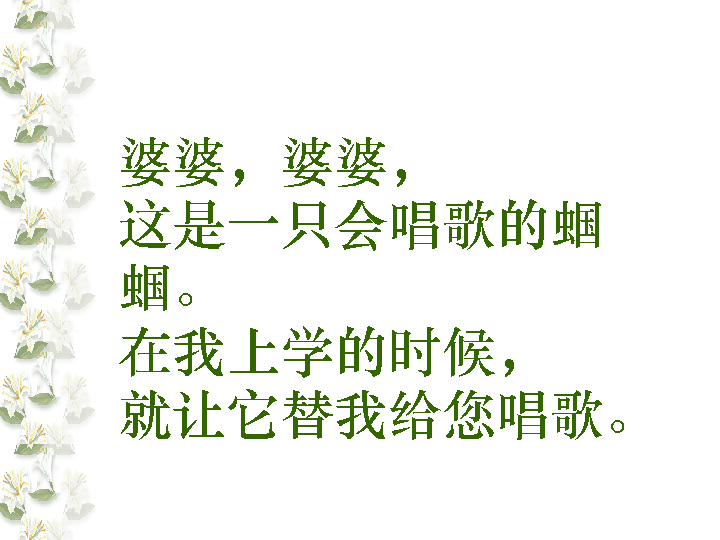 婆婆，婆婆，
这是一只会唱歌的蝈
蝈。
在我上学的时候，
就让它替我给您唱歌。